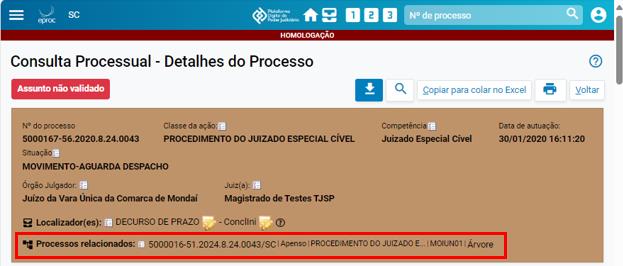 eproc SC Plataforma Digital do Poder Judiciário 1 2 3 Nº de processo
HOMOLOGAÇÃO
Consulta Processual - Detalhes do Processo
Assunto não validado Copiar para colar no Excel Voltar
Nº do processo Classe da ação: Competência Data de autuação:
5000167-56.2020.8.24.0043 PROCEDIMENTO DO JUIZADO ESPECIAL CÍVEL Juizado Especial Cível 30/01/2020 16:11:20
Situação
MOVIMENTO-AGUARDA DESPACHO
Órgão Julgador: Juiz(a):
Juízo da Vara Única da Comarca de Mondaí Magistrado de Testes TJSP
Localizador(es): DECURSO DE PRAZO - ConclIni
Processos relacionados: 5000016-51.2024.8.24.0043/SC | Apenso | PROCEDIMENTO DO JUIZADO E... | MOIUN01 | Árvore